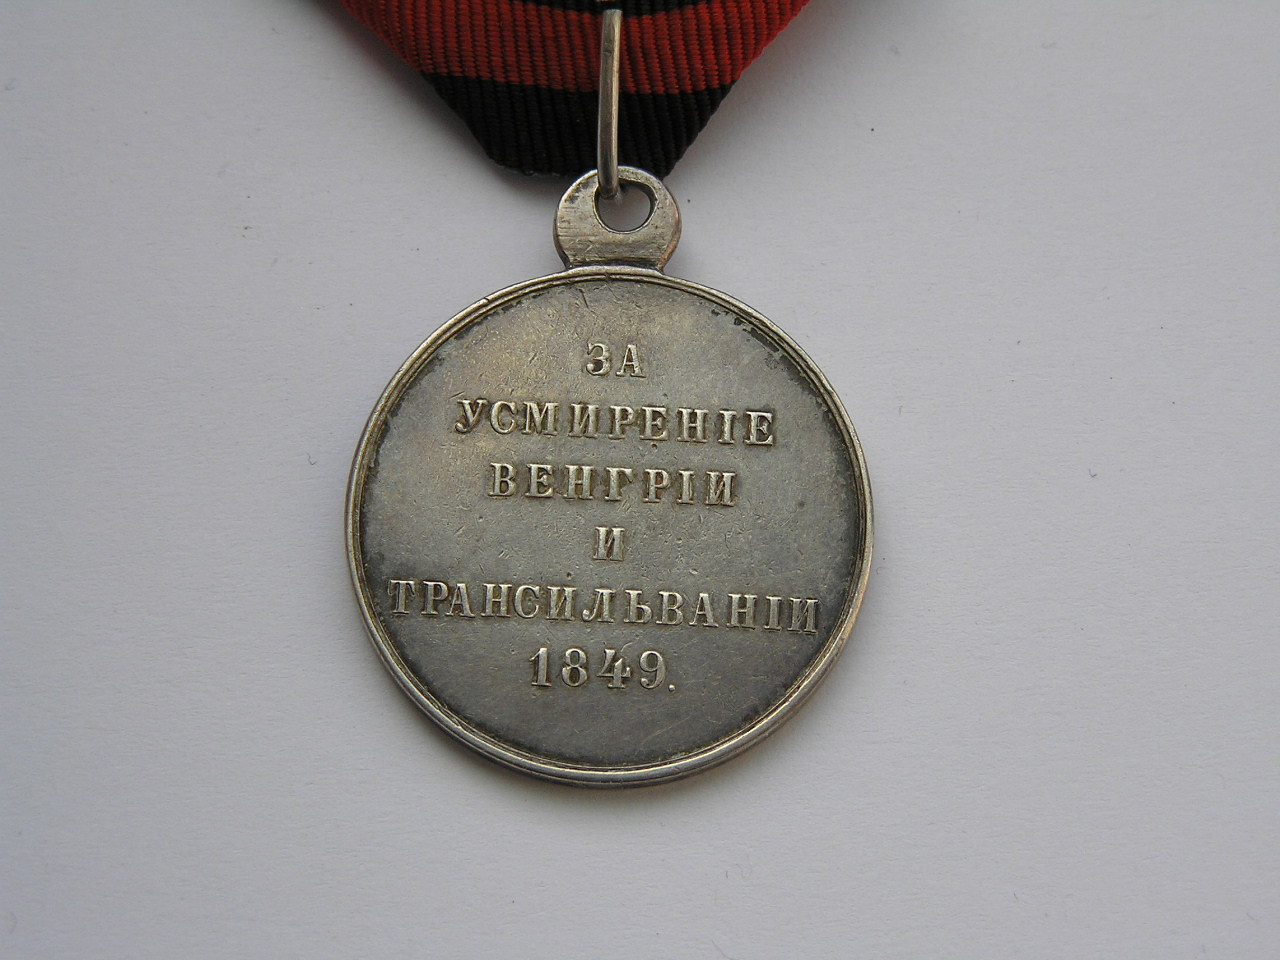 ЗА
УСМИРЕНІЕ
ВЕНГРІИ
И
ТРАНСИЛЬВАНІИ
1849.